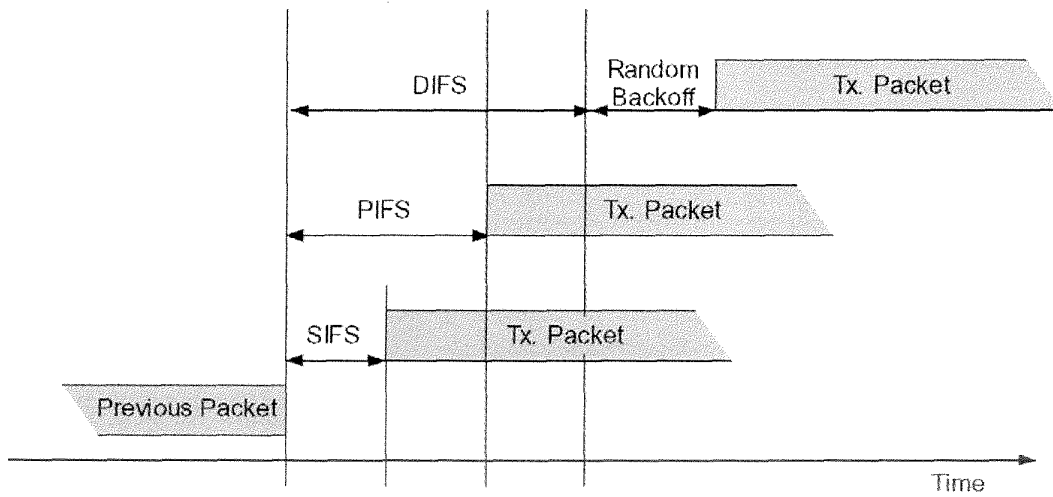 DIFS
Random
Backoff
Tx. Packet
PIFS
Tx. Packet
SIFS
Tx. Packet
Previous Packet
Time